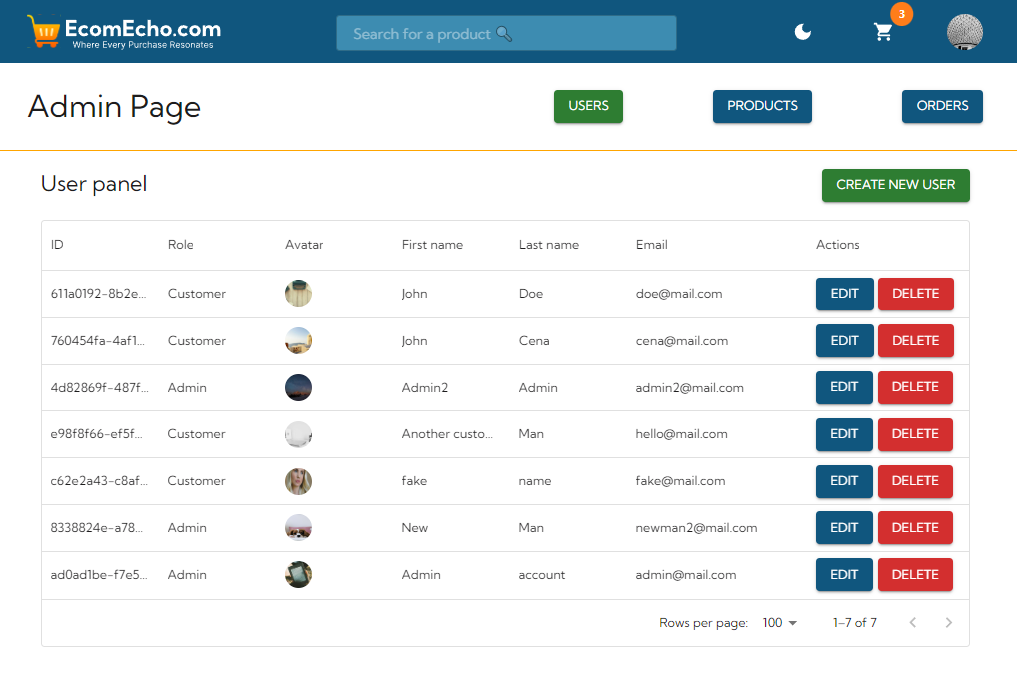 EcomEcho.com
Where Every Purchase Resonates
Search for a product
3
Admin Page
USERS PRODUCTS ORDERS
User panel
CREATE NEW USER
ID Role Avatar First name Last name Email Actions
611a0192-8b2e... Customer John Doe doe@mail.com EDIT DELETE
760454fa-4af1... Customer John Cena cena@mail.com EDIT DELETE
4d82869f-487f... Admin Admin2 Admin admin2@mail.com EDIT DELETE
e98f8f66-ef5f... Customer Another custo... Man hello@mail.com EDIT DELETE
c62e2a43-c8af... Customer fake name fake@mail.com EDIT DELETE
8338824e-a78... Admin New Man newman2@mail.com EDIT DELETE
ad0ad1be-f7e5... Admin Admin account admin@mail.com EDIT DELETE
Rows per page: 100 1–7 of 7